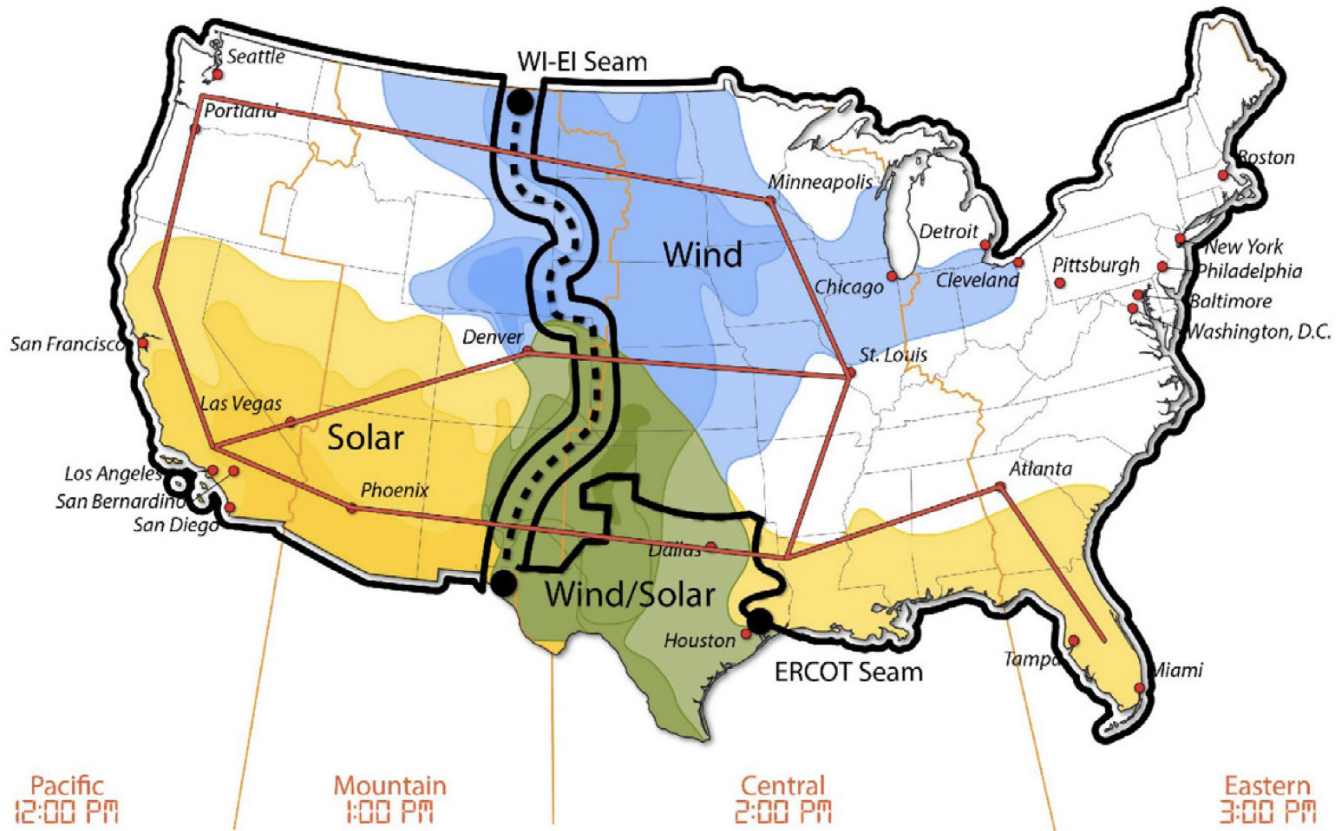 WI-EI Seam
Seattle
Portland
Minneapolis
Boston
Detroit
New York
Wind
Pittsburgh
Philadelphia
Chicago
Cleveland
Baltimore
Washington, D.C.
San Francisco
Denver
St. Louis
Las Vegas
Solar
Los Angeles
Phoenix
Atlanta
San Bernardino
San Diego
Dallas
Wind/Solar
Houston
Tampa
Miami
ERCOT Seam
Pacific
12:00 PM
Mountain
1:00 PM
Central
2:00 PM
Eastern
3:00 PM